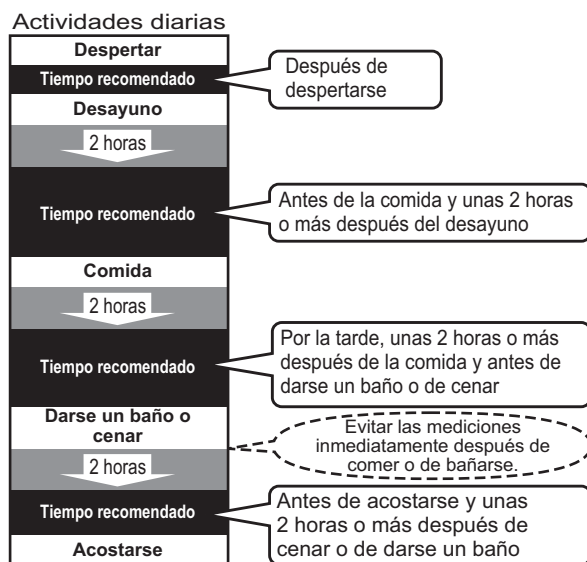 Actividades diarias
Despertar
Tiempo recomendado
Después de
despertarse
Desayuno
2 horas
Tiempo recomendado
Antes de la comida y unas 2 horas
o más después del desayuno
Comida
2 horas
Tiempo recomendado
Por la tarde, unas 2 horas o más
después de la comida y antes de
darse un baño o de cenar
Darse un baño o
cenar
Evitar las mediciones
inmediatamente después de
comer o de bañarse.
2 horas
Tiempo recomendado
Antes de acostarse y unas
2 horas o más después de
cenar o de darse un baño
Acostarse